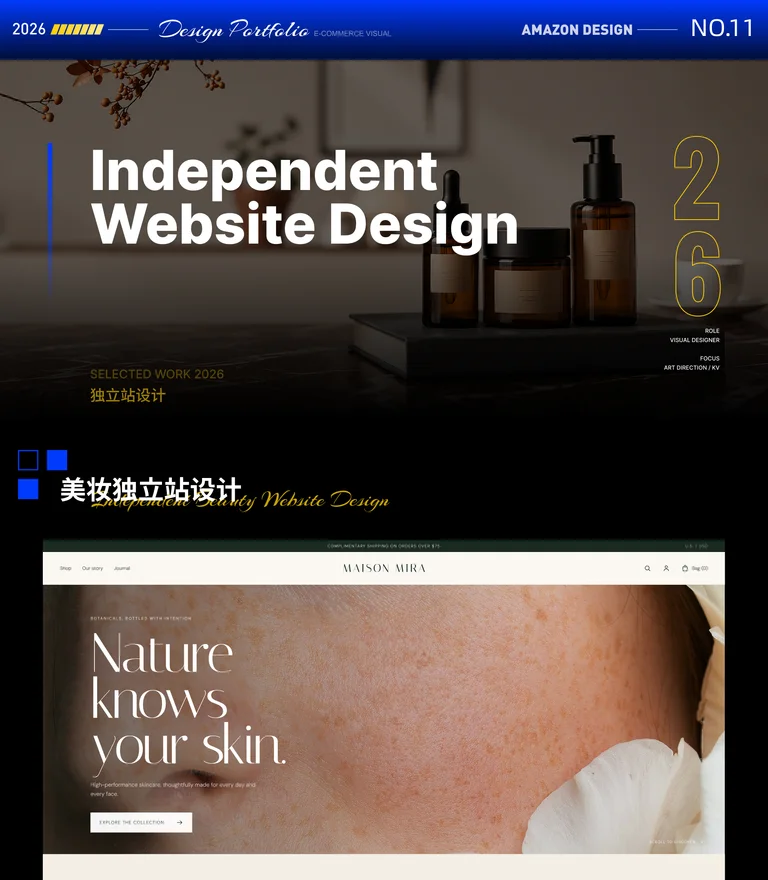 2026 Design Portfolio E-COMMERCE VISUAL AMAZON DESIGN NO.11
Independent
Website Design
26
ROLE
VISUAL DESIGNER
FOCUS
ART DIRECTION / KV
SELECTED WORK 2026
独立站设计
美妆独立站设计
Independent Beauty Website Design
COMPLIMENTARY SHIPPING ON ORDERS OVER $75
Shop Our story Journal MAISON MIRA Bag (0)
BOTANICALS, BOTTLED WITH INTENTION
Nature
knows
your skin.
High-performance skincare, thoughtfully made for every day and
every face.
EXPLORE THE COLLECTION